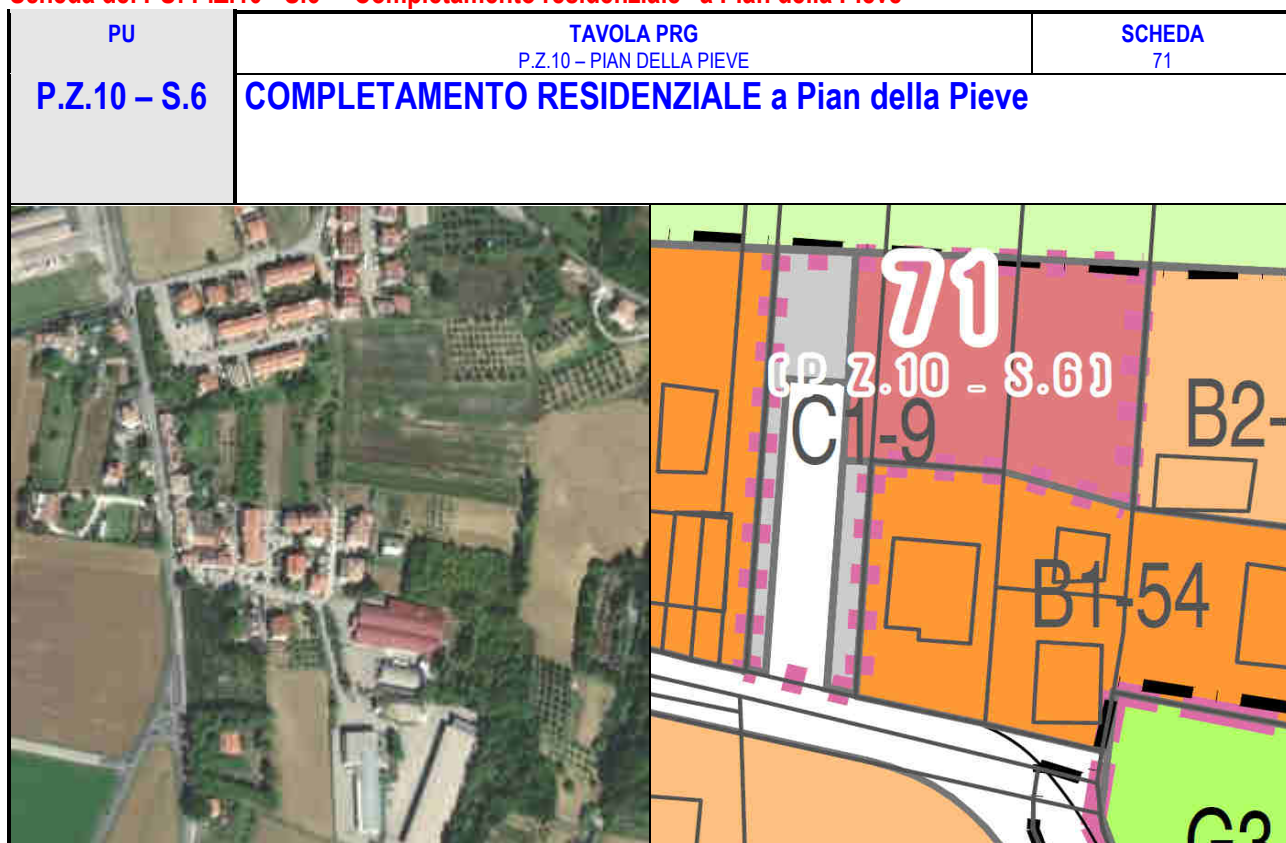 PU
TAVOLA PRG
P.Z.10 – PIAN DELLA PIEVE
SCHEDA
71
P.Z.10 – S.6
COMPLETAMENTO RESIDENZIALE a Pian della Pieve
71
(P.Z.10 - S.6)
C1-9
B2-
B1-54
G3